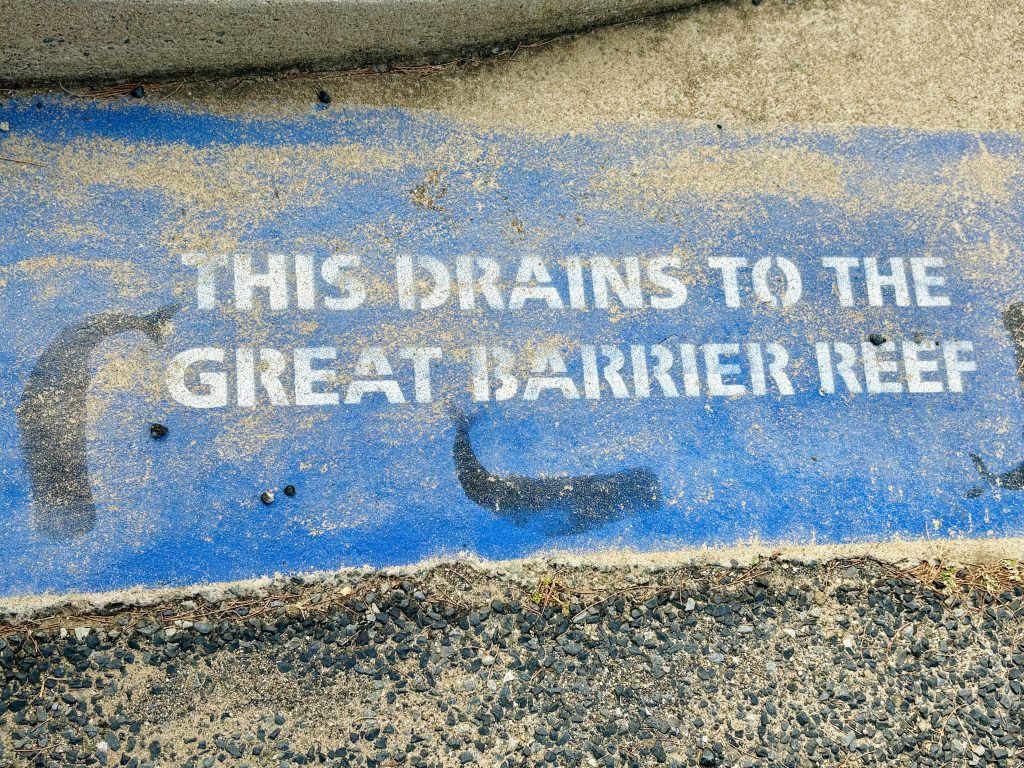 THIS DRAINS TO THE
GREAT BARRIER REEF